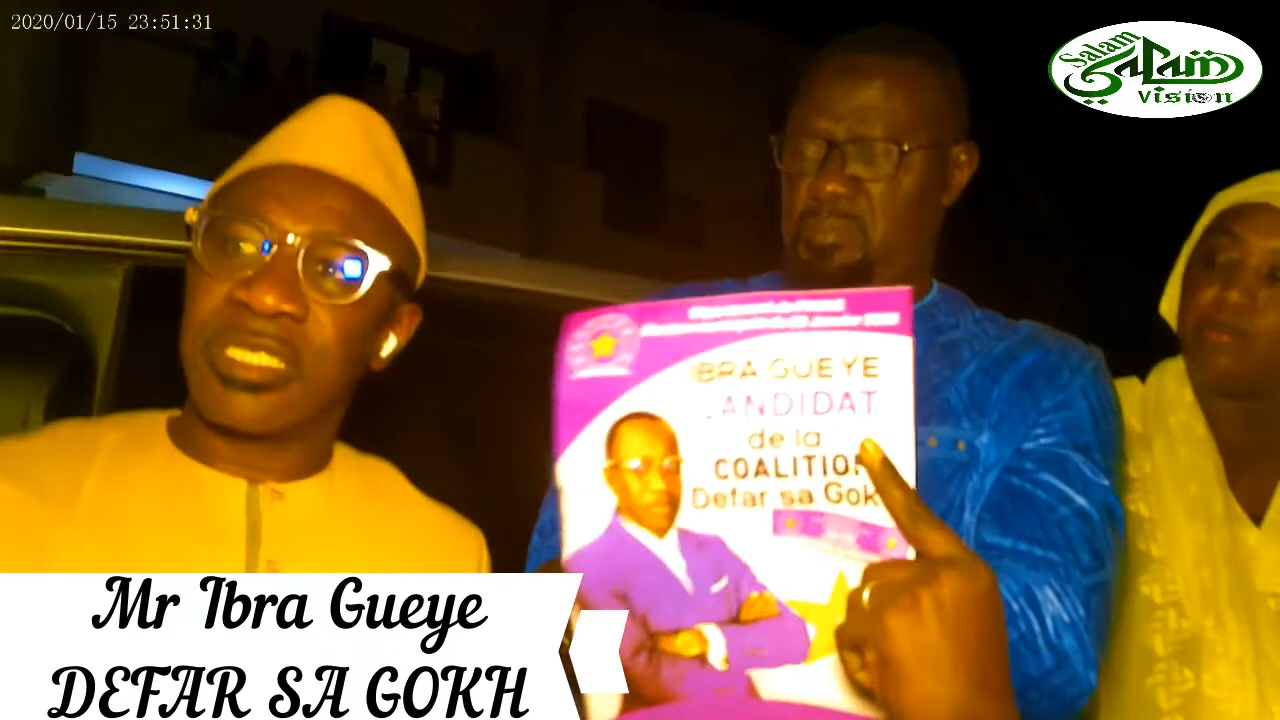 2020/01/15 23:51:31
Salam
Salam
vision
IBRA GUEYE
CANDIDAT
de la
COALITION
Defar sa Gok
Mr Ibra Gueye
DEFAR SA GOKH